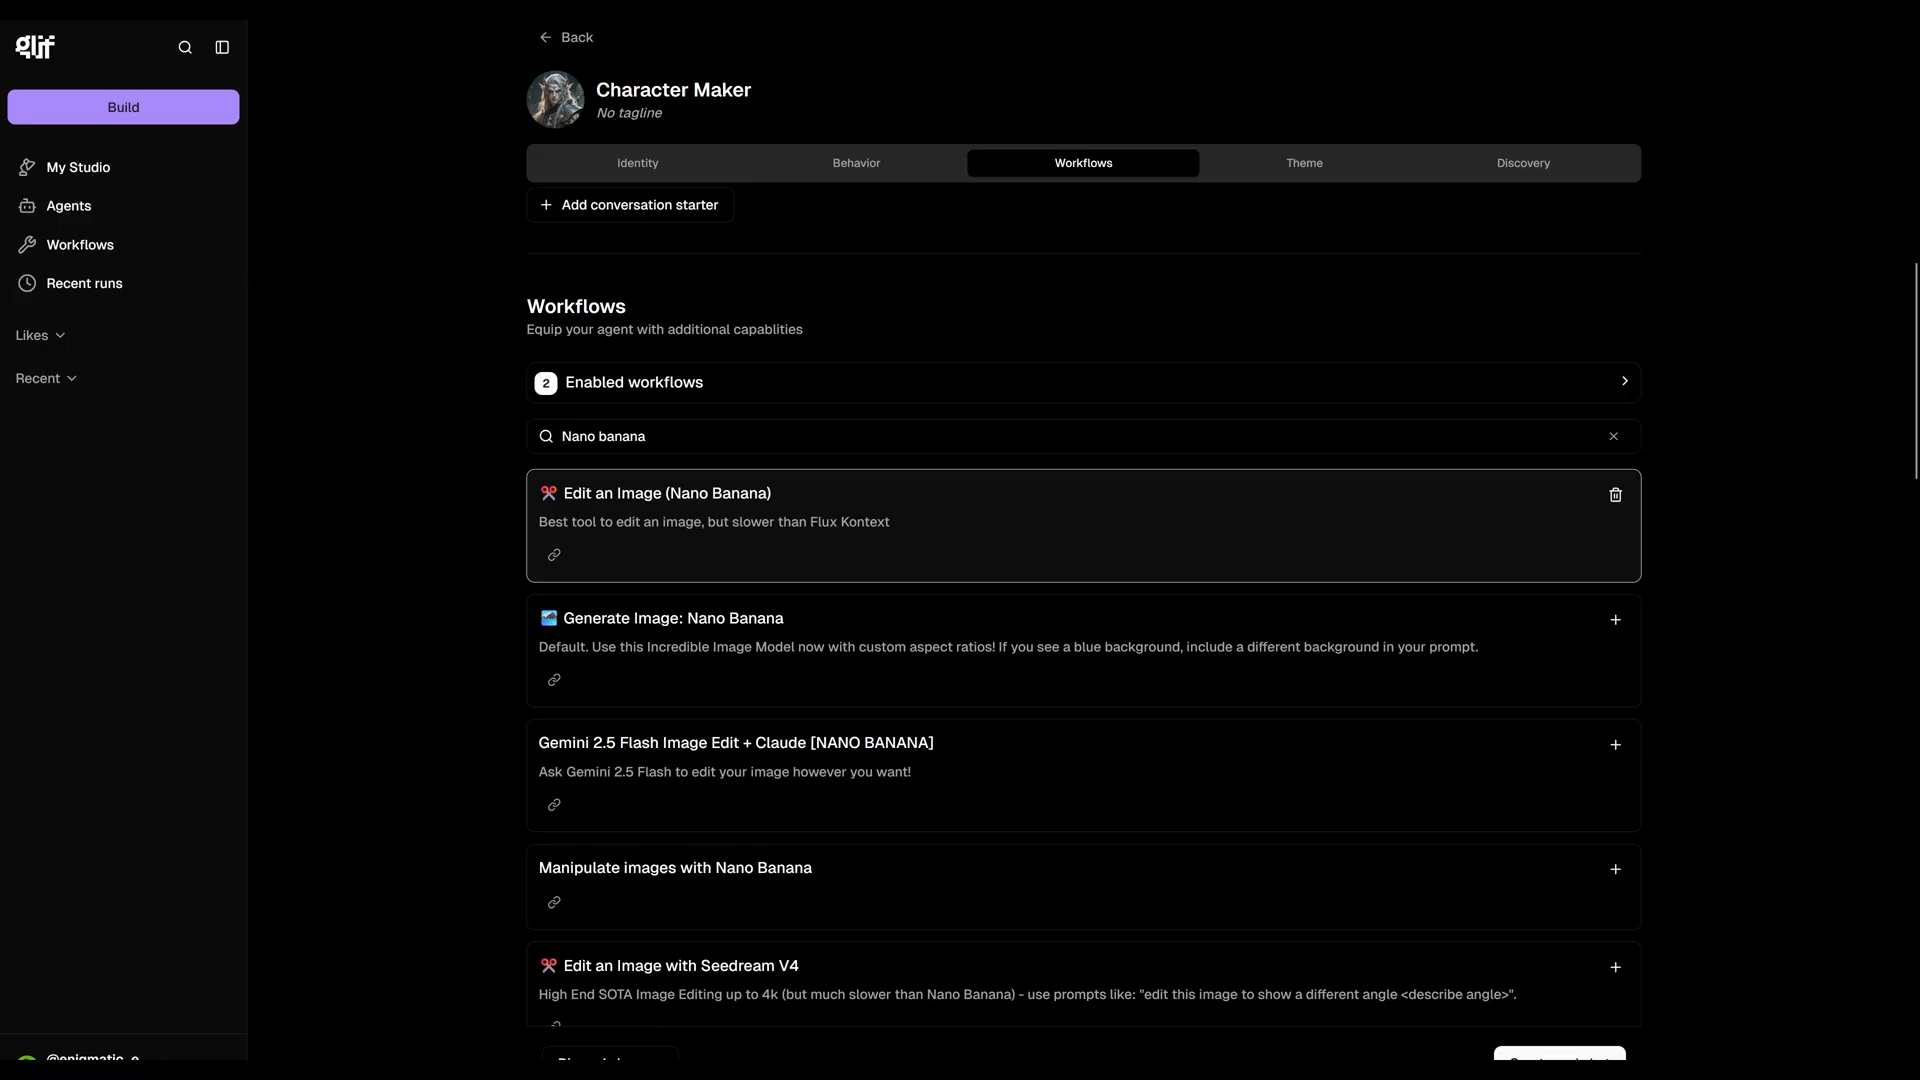 glif
Build
My Studio
Agents
Workflows
Recent runs
Likes
Recent
@enigmatic_e
Back
Character Maker
No tagline
Identity
Behavior
Workflows
Theme
Discovery
+ Add conversation starter
Workflows
Equip your agent with additional capablities
2 Enabled workflows
Nano banana
Edit an Image (Nano Banana)
Best tool to edit an image, but slower than Flux Kontext
Generate Image: Nano Banana
Default. Use this Incredible Image Model now with custom aspect ratios! If you see a blue background, include a different background in your prompt.
Gemini 2.5 Flash Image Edit + Claude [NANO BANANA]
Ask Gemini 2.5 Flash to edit your image however you want!
Manipulate images with Nano Banana
Edit an Image with Seedream V4
High End SOTA Image Editing up to 4k (but much slower than Nano Banana) - use prompts like: "edit this image to show a different angle <describe angle>".